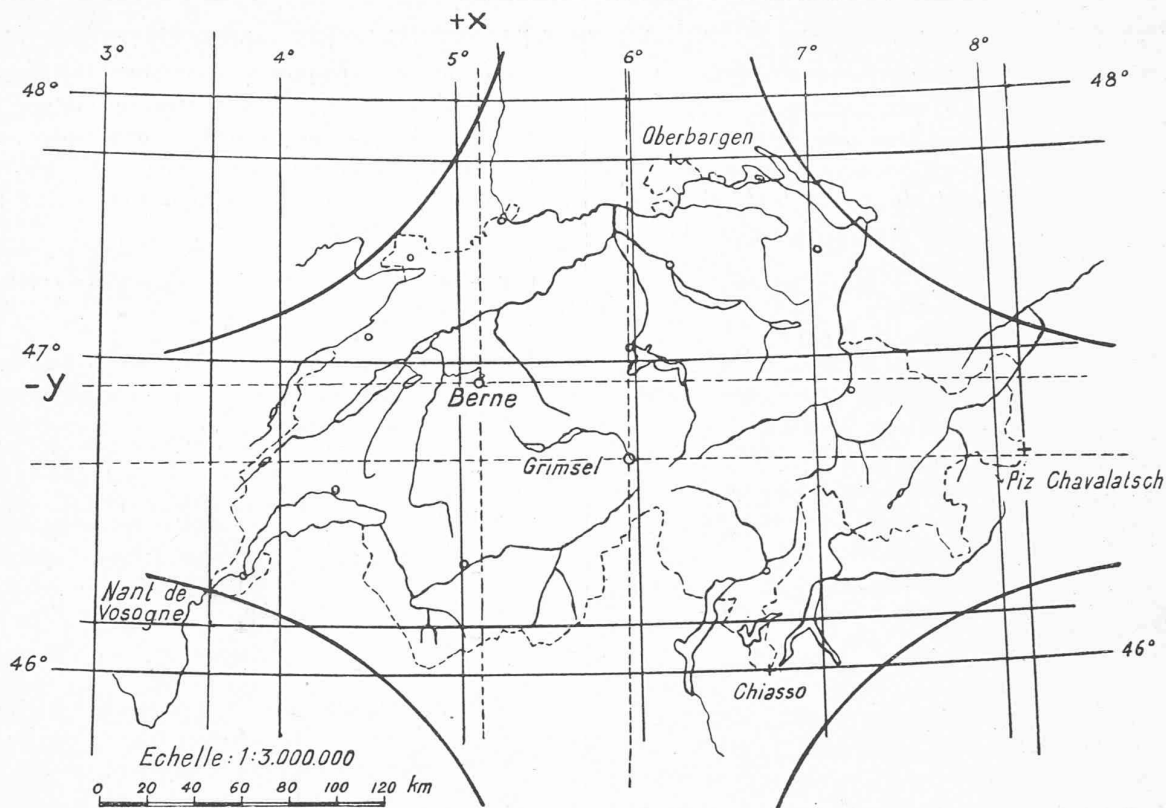 +x
3° 4° 5° 6° 7° 8°
48° 48°
Oberbargen
47°
-y
Berne
Grimsel
Piz Chavalatsch
Nant de
Vosogne
46° 46°
Chiasso
Echelle: 1:3.000.000
0 20 40 60 80 100 120 km